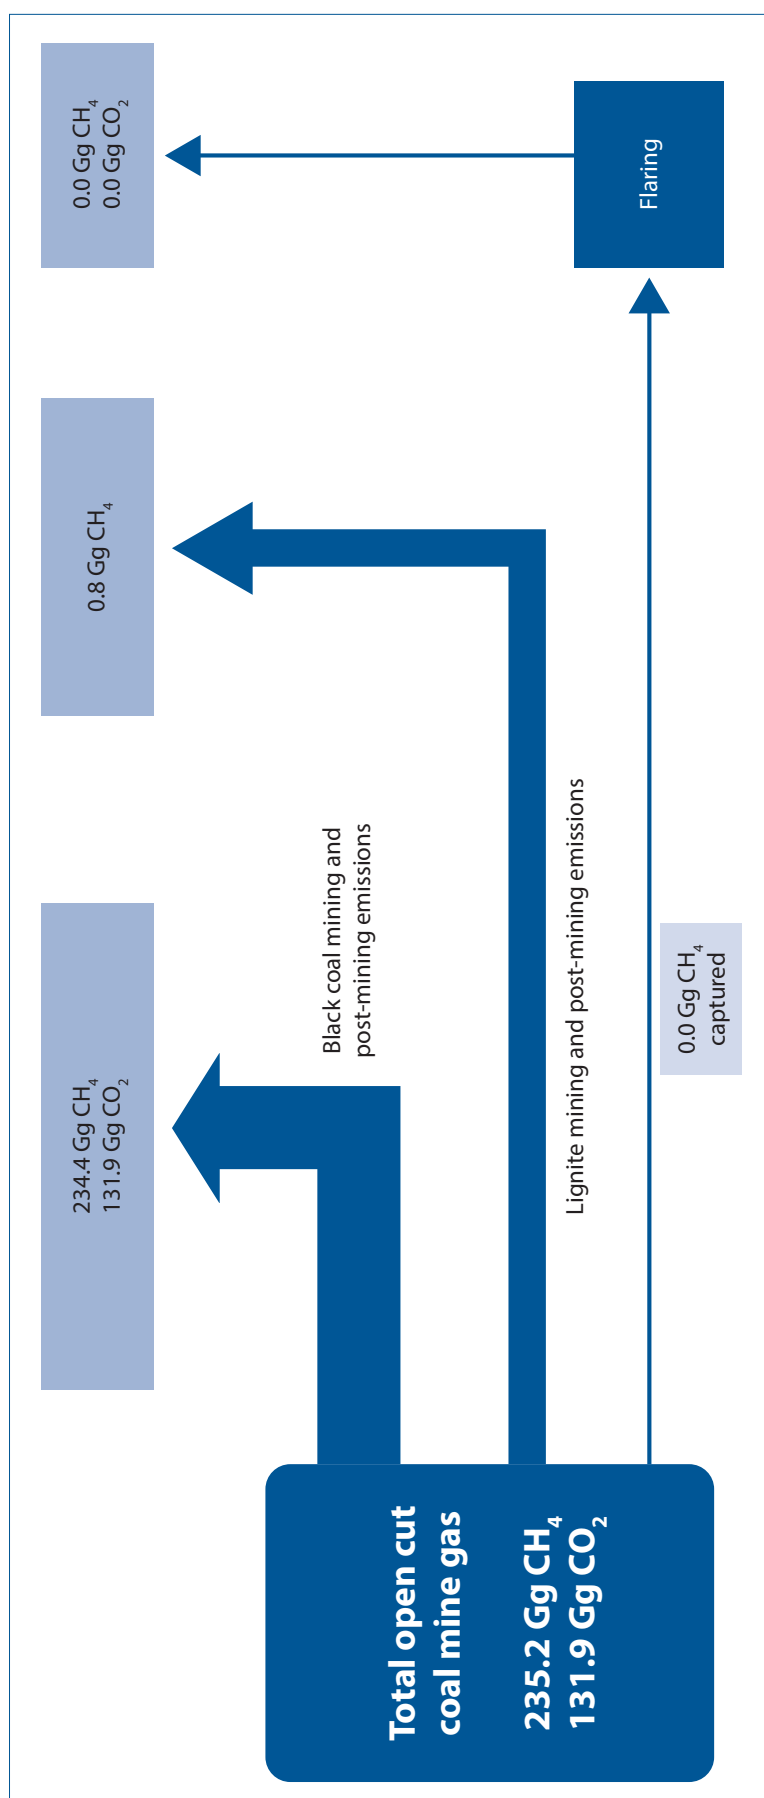 Total open cut
coal mine gas
235.2 Gg CH₄
131.9 Gg CO₂
234.4 Gg CH₄
131.9 Gg CO₂
Black coal mining and
post-mining emissions
0.8 Gg CH₄
Lignite mining and post-mining emissions
0.0 Gg CH₄
captured
Flaring
0.0 Gg CH₄
0.0 Gg CO₂